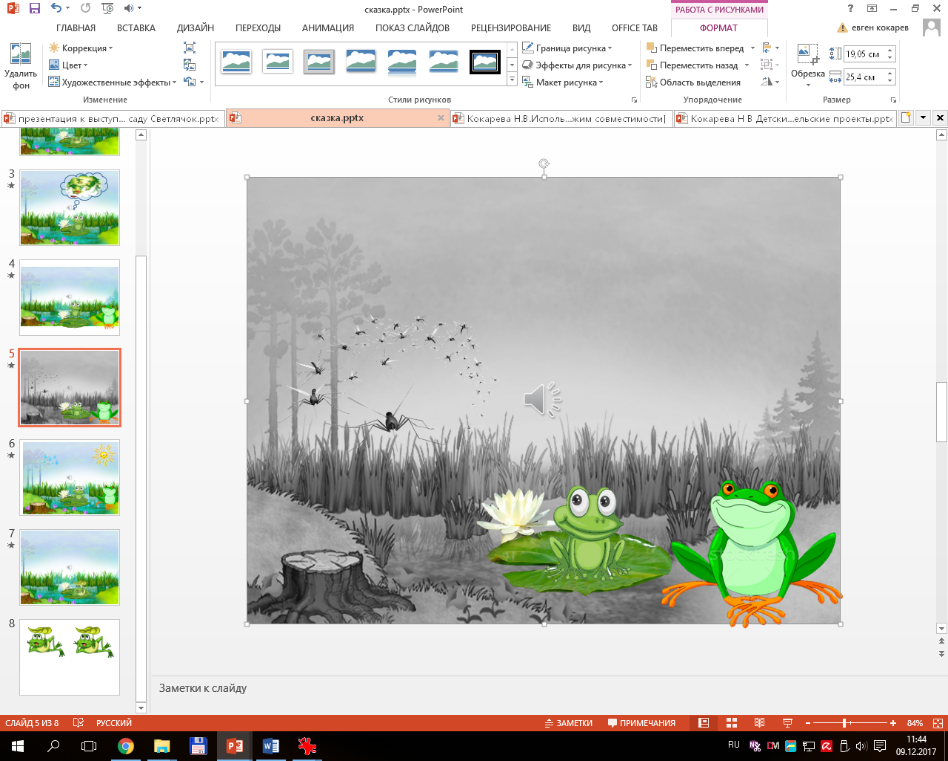 сказка.pptx - PowerPoint
РАБОТА С РИСУНКАМИ
ГЛАВНАЯ ВСТАВКА ДИЗАЙН ПЕРЕХОДЫ АНИМАЦИЯ ПОКАЗ СЛАЙДОВ РЕЦЕНЗИРОВАНИЕ ВИД OFFICE TAB ФОРМАТ евген кокарев
Удалить фон
Коррекция
Цвет
Художественные эффекты
Изменение
Граница рисунка
Эффекты для рисунка
Макет рисунка
Стили рисунков
Переместить вперед
Переместить назад
Область выделения
Упорядочение
Обрезка
19,05 см
25,4 см
Размер
презентация к выступ... саду Светлячок.pptx
сказка.pptx
Кокарева Н.В.Исполь...жим совместимости]
Кокарева Н В Детски...ельские проекты.pptx
3
4
5
6
7
8
Заметки к слайду
СЛАЙД 5 ИЗ 8 РУССКИЙ ЗАМЕТКИ ПРИМЕЧАНИЯ 84%
RU 11:44
09.12.2017